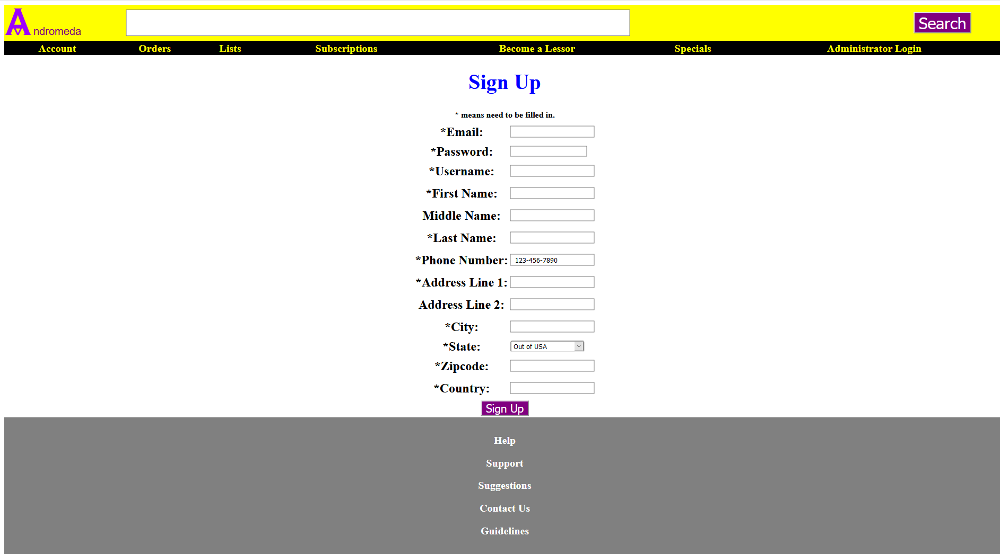 Andromeda
Search
Account Orders Lists Subscriptions Become a Lessor Specials Administrator Login
Sign Up
* means need to be filled in.
*Email:
*Password:
*Username:
*First Name:
Middle Name:
*Last Name:
*Phone Number: 123-456-7890
*Address Line 1:
Address Line 2:
*City:
*State: Out of USA
*Zipcode:
*Country:
Sign Up
Help
Support
Suggestions
Contact Us
Guidelines